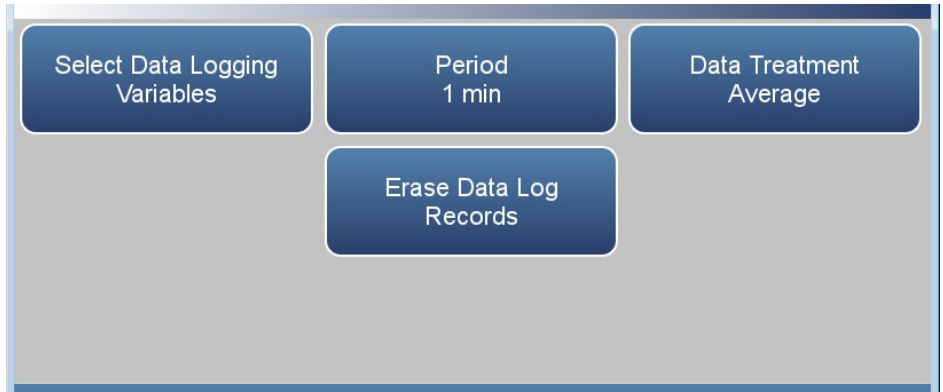 Select Data Logging
Variables
Period
1 min
Data Treatment
Average
Erase Data Log
Records